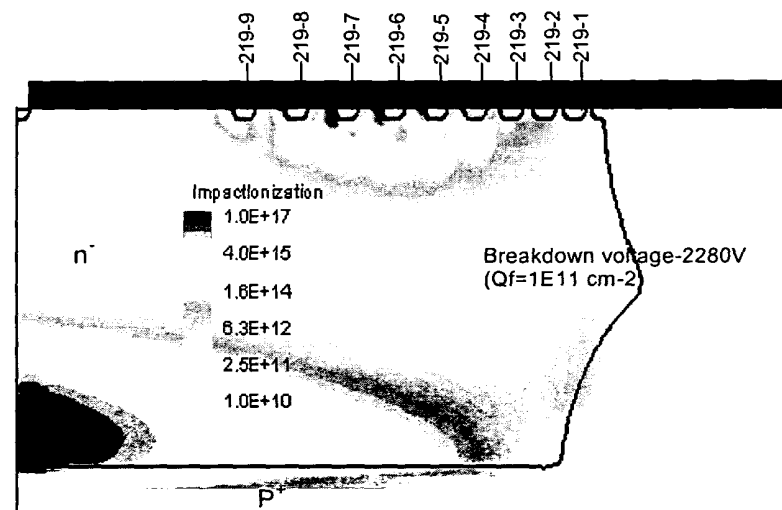 219-9
219-8
219-7
219-6
219-5
219-4
219-3
219-2
219-1
Impactionization
1.0E+17
4.0E+15
1.6E+14
6.3E+12
2.5E+11
1.0E+10
n-
Breakdown voltage-2280V
(Qf=1E11 cm-2)
P+